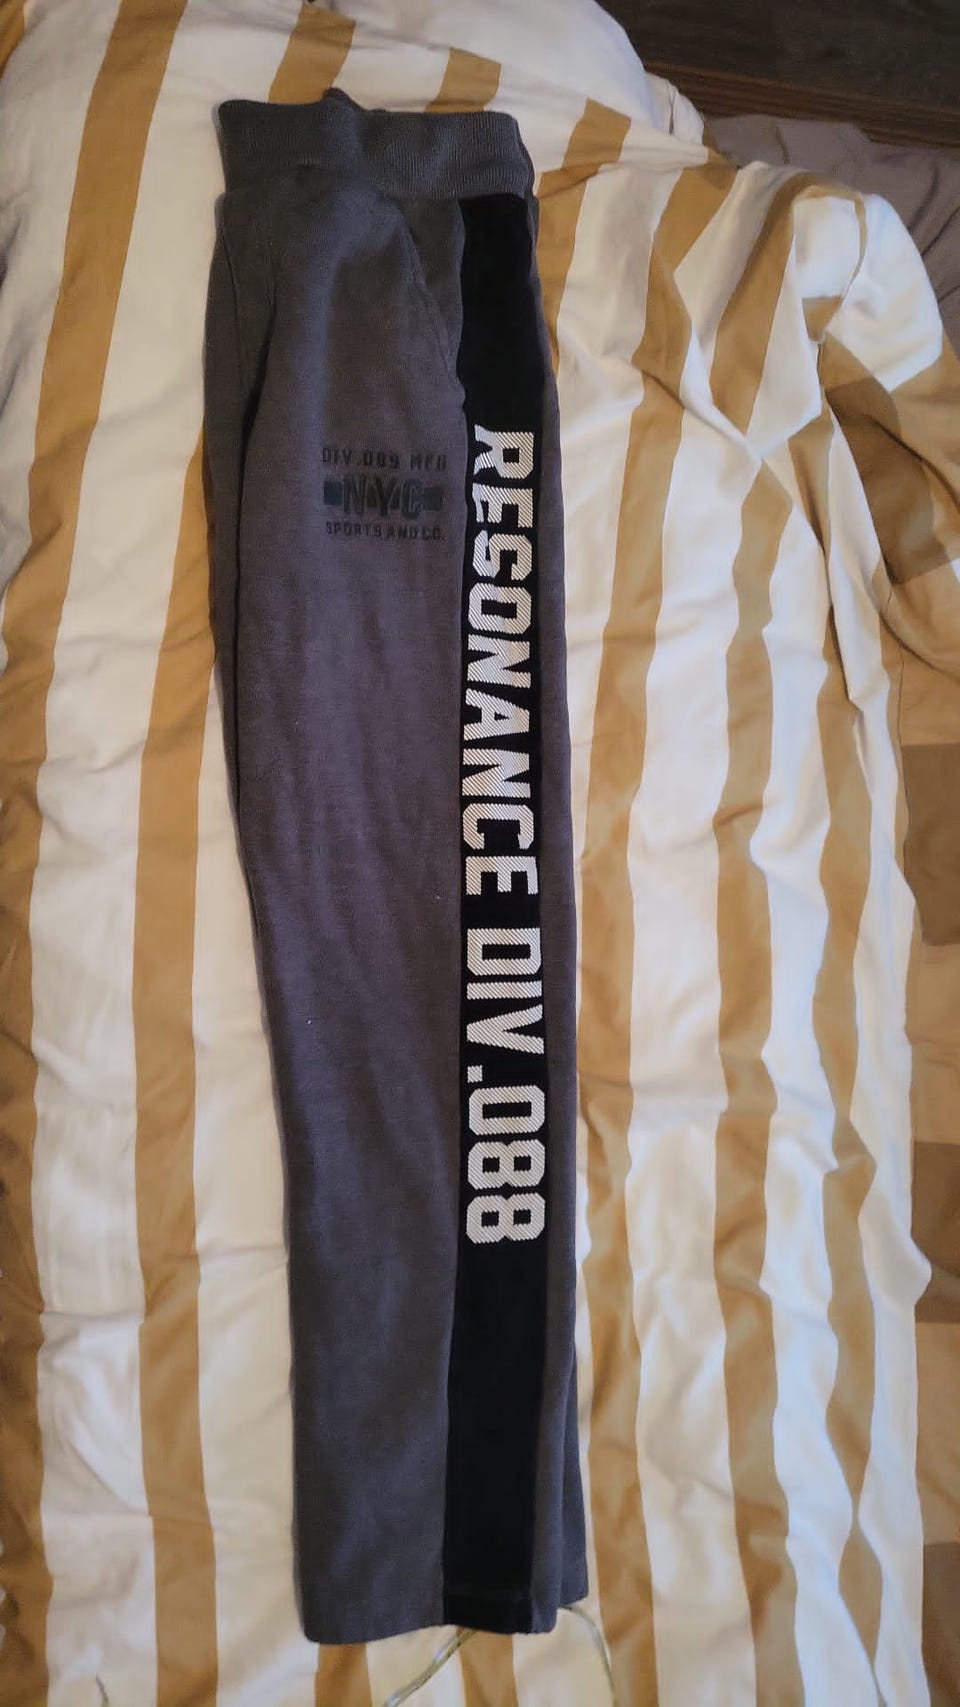 DIV.089 MFG
NYC
SPORTS AND CO.
RESONANCE DIV.088